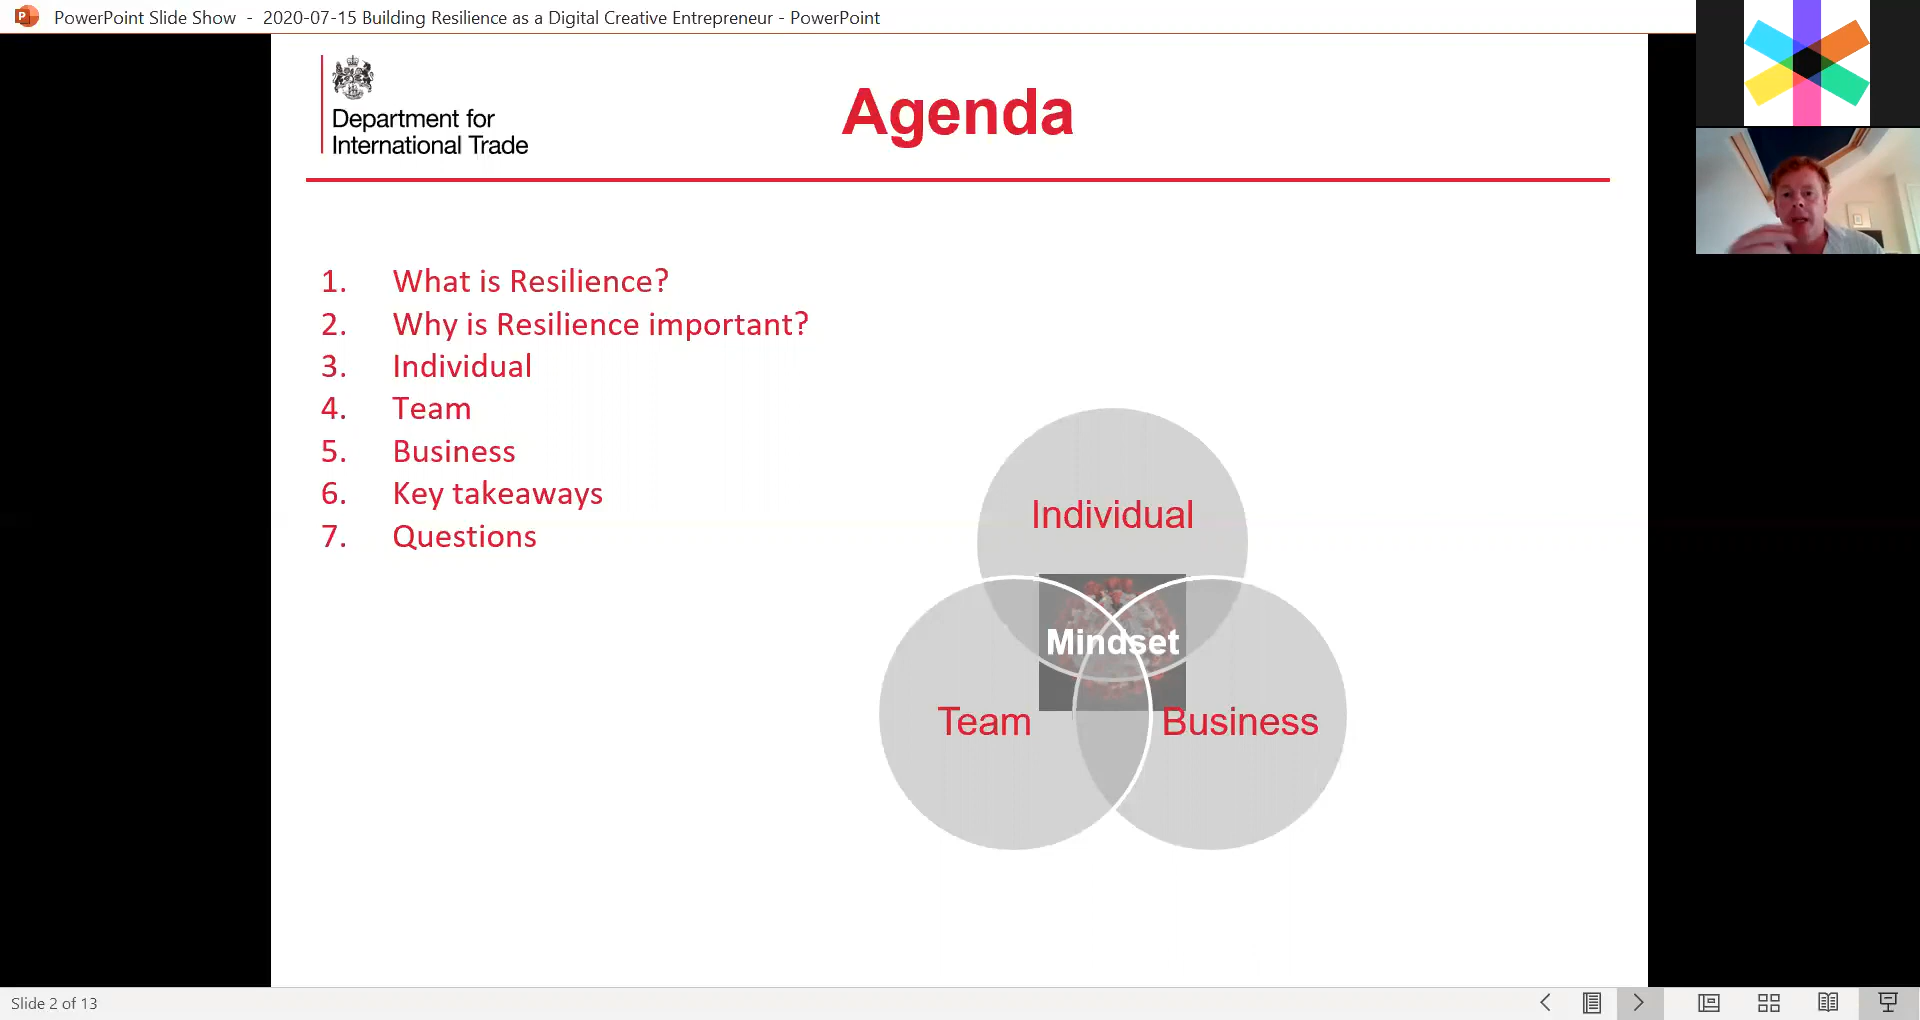 PowerPoint Slide Show - 2020-07-15 Building Resilience as a Digital Creative Entrepreneur - PowerPoint
Department for
International Trade
Agenda
1. What is Resilience?
2. Why is Resilience important?
3. Individual
4. Team
5. Business
6. Key takeaways
7. Questions
Individual
Mindset
Team
Business
Slide 2 of 13